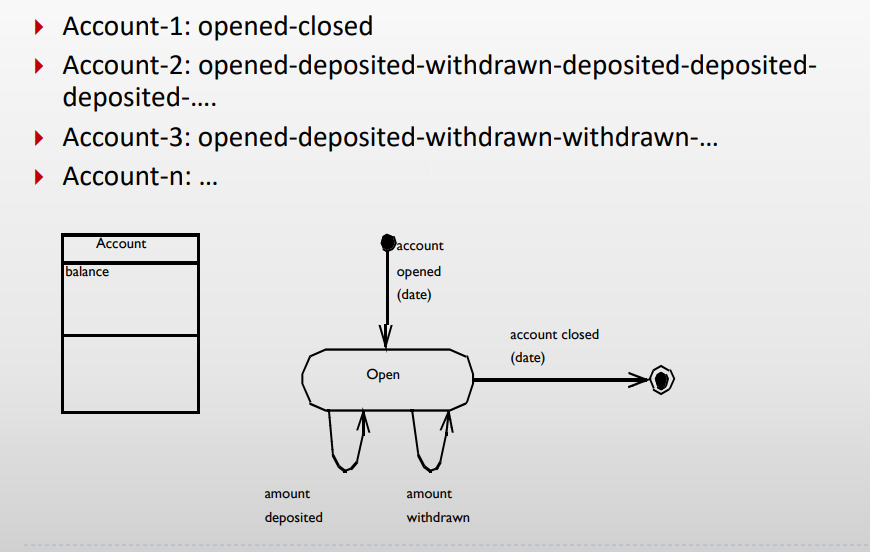 Account-1: opened-closed
Account-2: opened-deposited-withdrawn-deposited-deposited-
deposited-....
Account-3: opened-deposited-withdrawn-withdrawn-...
Account-n: ...
Account
balance
account
opened
(date)
account closed
(date)
Open
amount
deposited
amount
withdrawn